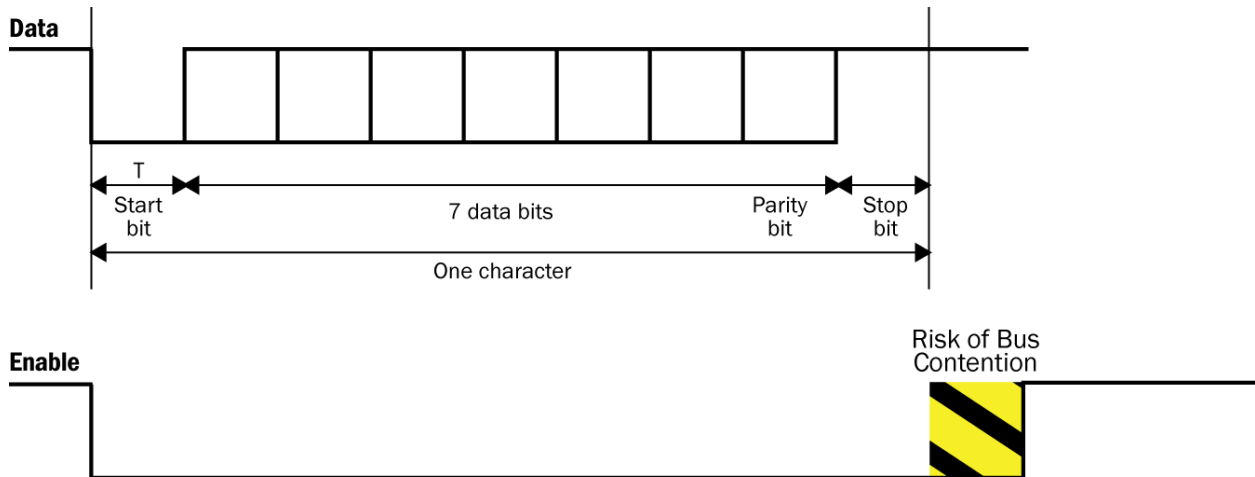 Data
T
Start
bit
7 data bits
Parity
bit
Stop
bit
One character
Risk of Bus
Contention
Enable